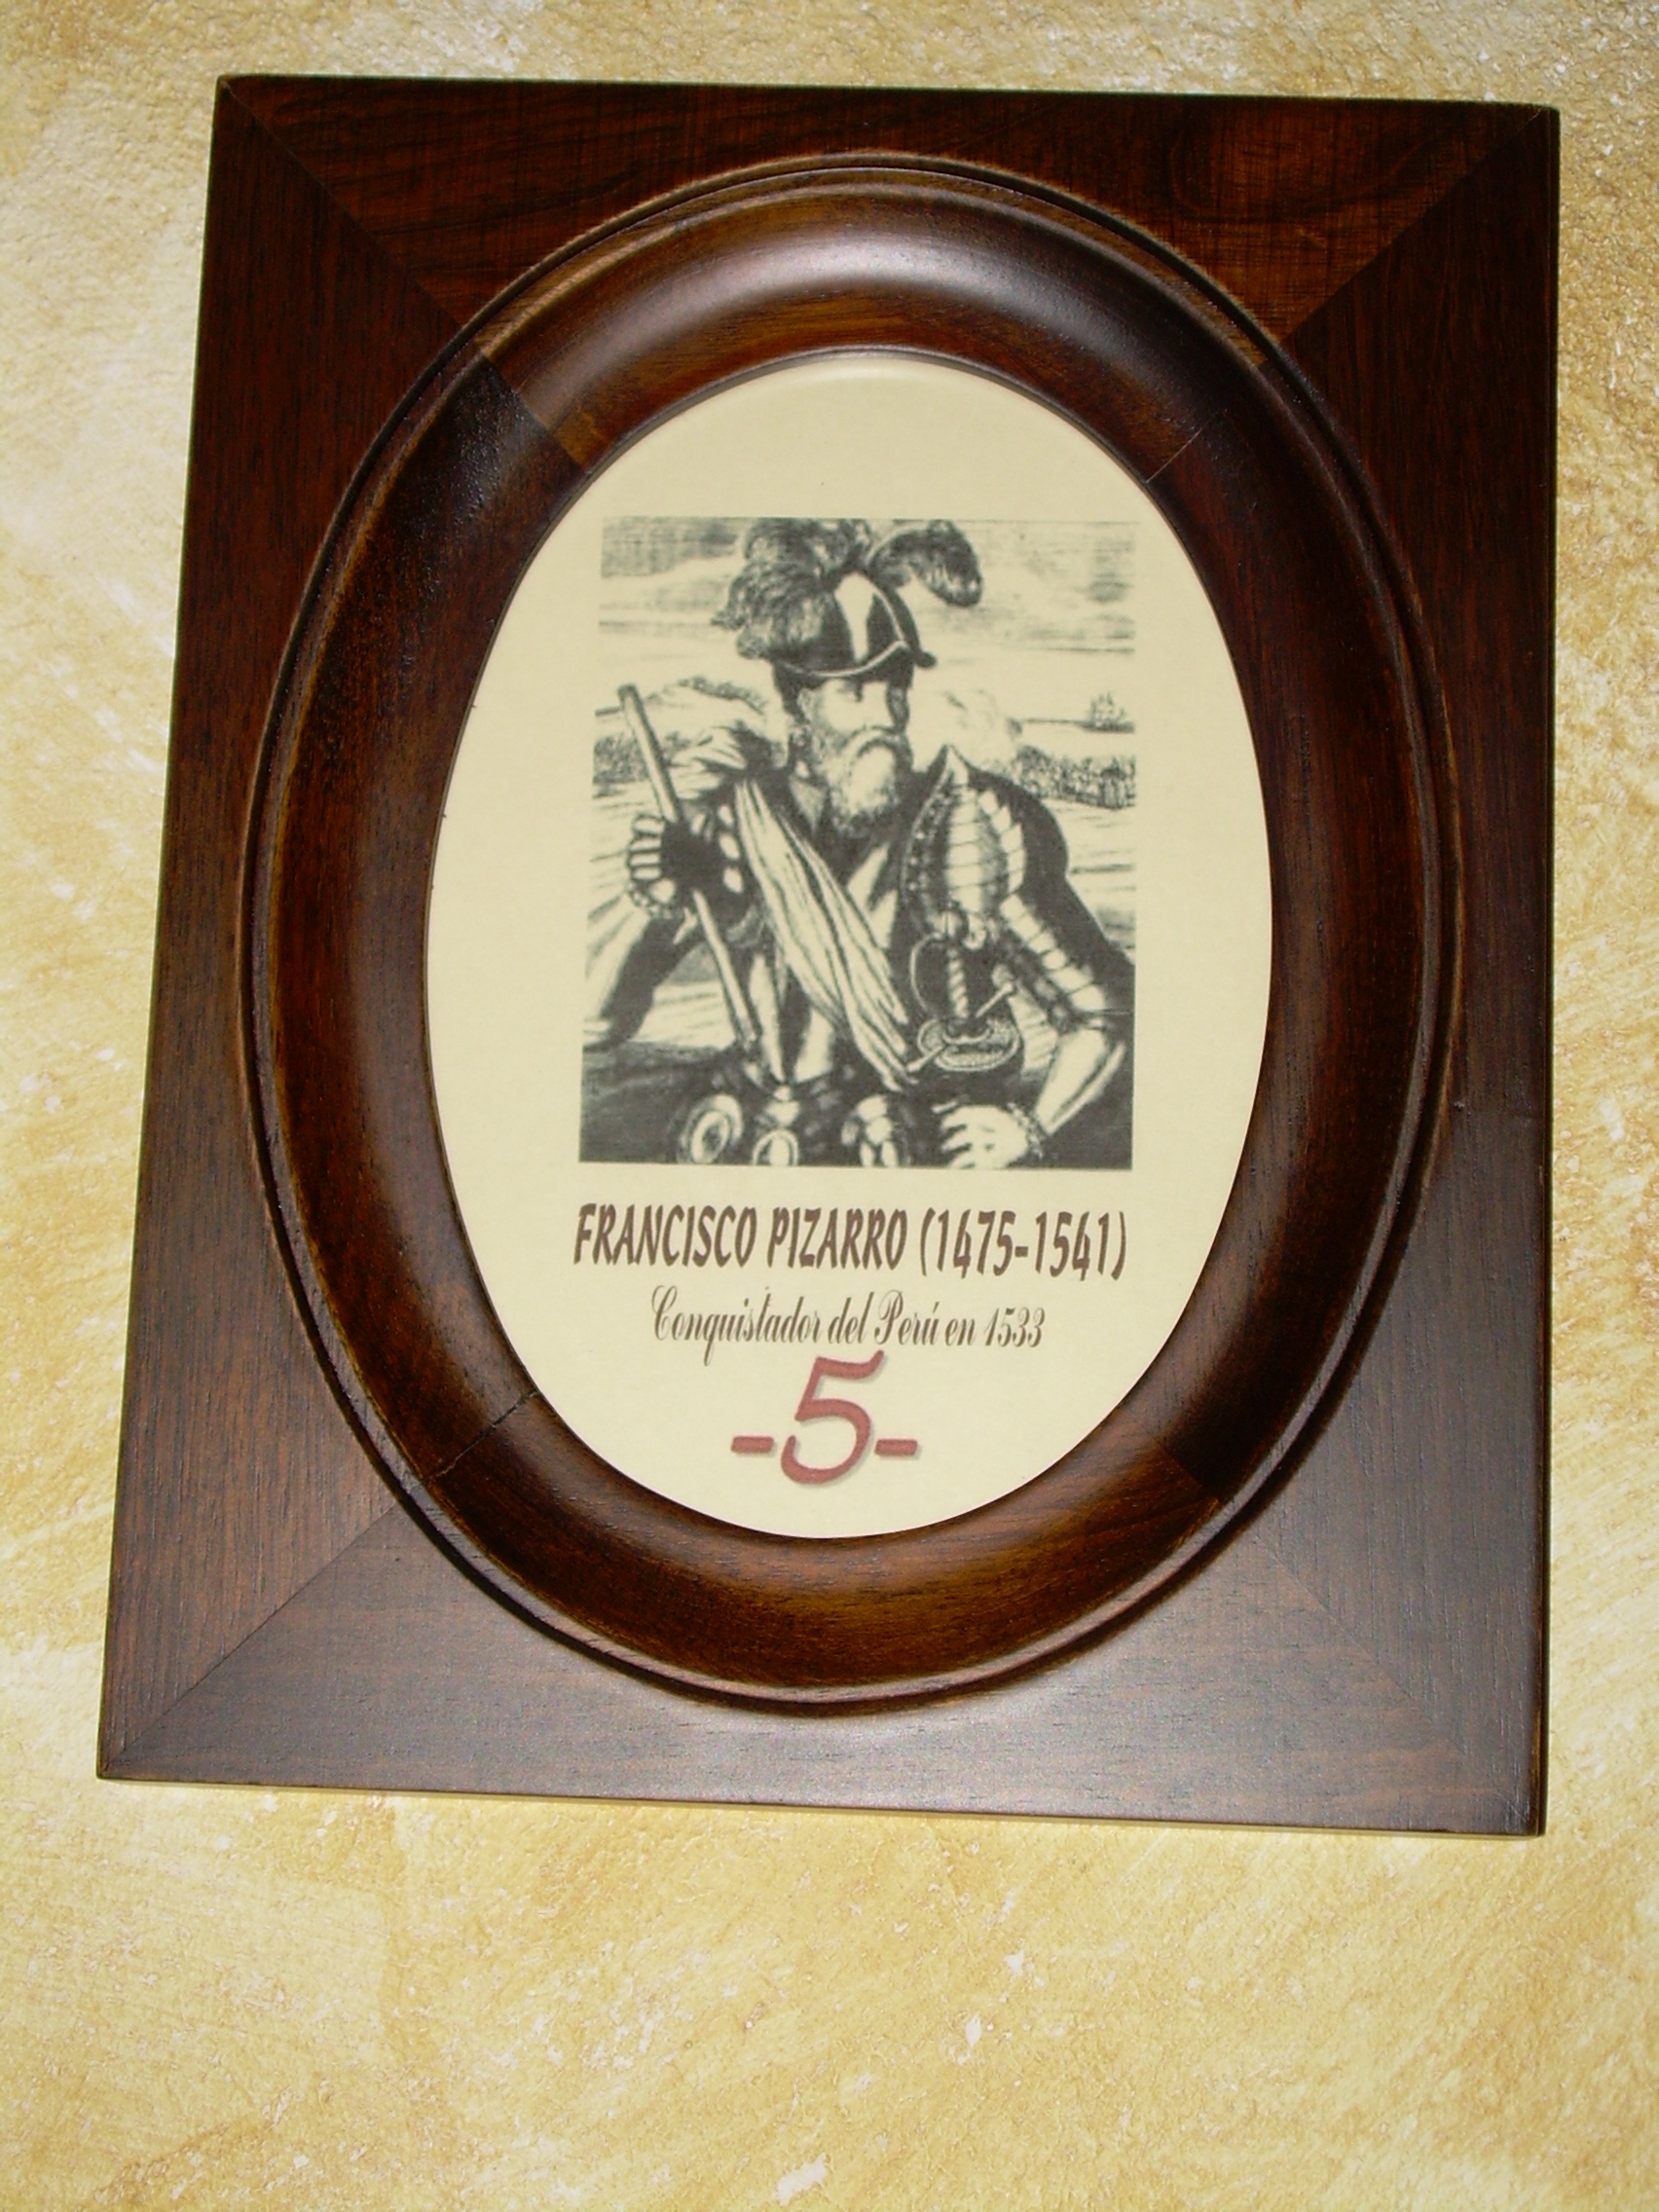 FRANCISCO PIZARRO (1475-1541)
Conquistador del Perú en 1533
-5-